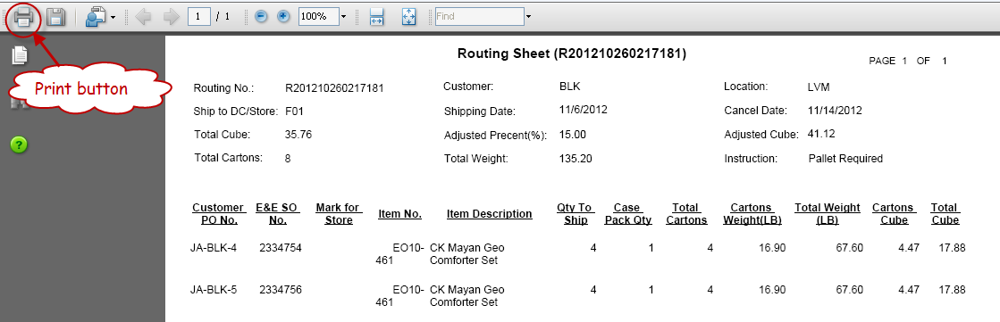 1 / 1 100% Find
Print button
Routing Sheet (R201210260217181)
PAGE 1 OF 1
Routing No.: R201210260217181 Customer: BLK Location: LVM
Ship to DC/Store: F01 Shipping Date: 11/6/2012 Cancel Date: 11/14/2012
Total Cube: 35.76 Adjusted Precent(%): 15.00 Adjusted Cube: 41.12
Total Cartons: 8 Total Weight: 135.20 Instruction: Pallet Required
Customer E&E SO Mark for Item No. Item Description Qty To Case Total Cartons Total Weight Cartons Total
PO No. No. Store Ship Pack Qty Cartons Weight(LB) (LB) Cube Cube
JA-BLK-4 2334754 EO10- CK Mayan Geo 4 1 4 16.90 67.60 4.47 17.88
461 Comforter Set
JA-BLK-5 2334756 EO10- CK Mayan Geo 4 1 4 16.90 67.60 4.47 17.88
461 Comforter Set